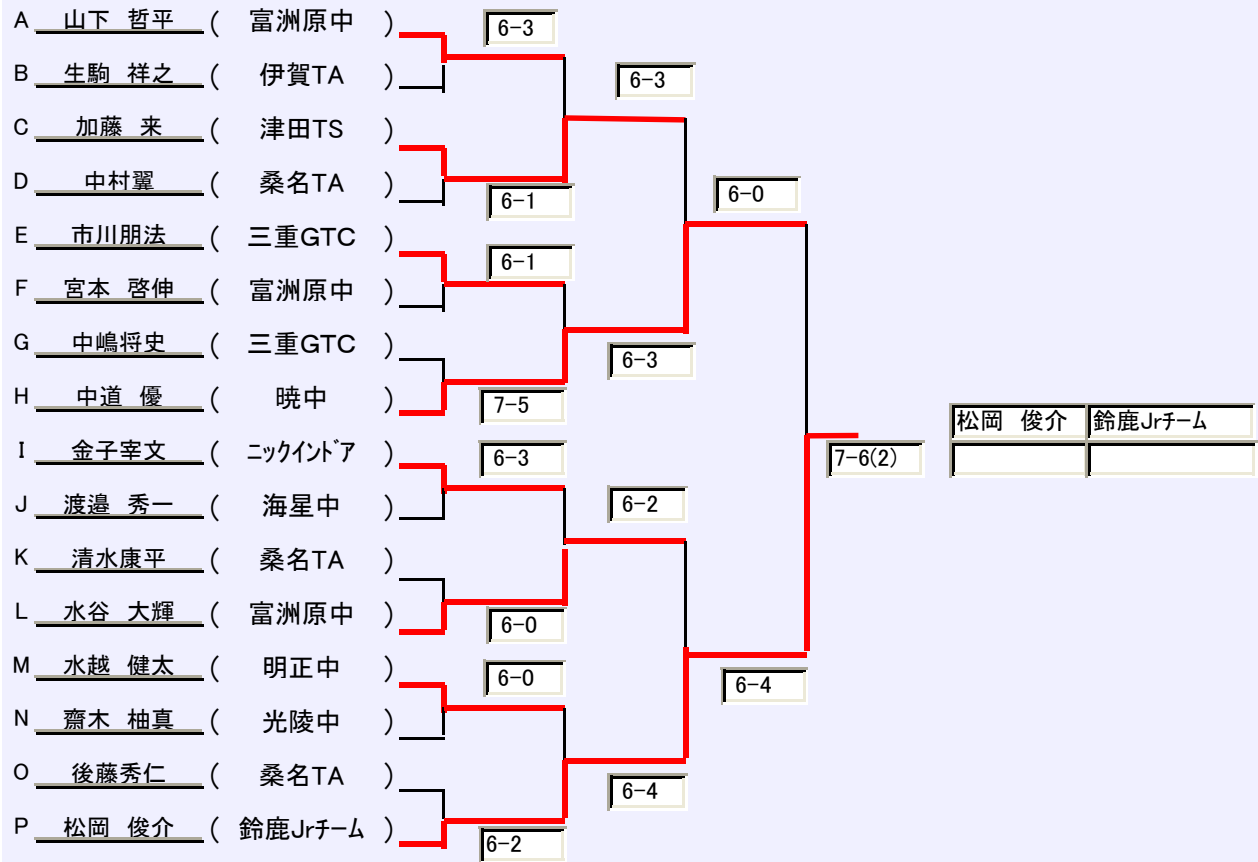 A 山下 哲平 ( 富洲原中 ) 6-3
B 生駒 祥之 ( 伊賀TA ) 6-3
C 加藤 来 ( 津田TS )
D 中村翼 ( 桑名TA ) 6-1 6-0
E 市川朋法 ( 三重GTC ) 6-1
F 宮本 啓伸 ( 富洲原中 )
G 中嶋将史 ( 三重GTC ) 6-3
H 中道 優 ( 暁中 ) 7-5
松岡 俊介 鈴鹿Jrチーム
I 金子宰文 ( ニックインドア ) 6-3 7-6(2)
J 渡邉 秀一 ( 海星中 ) 6-2
K 清水康平 ( 桑名TA )
L 水谷 大輝 ( 富洲原中 ) 6-0
M 水越 健太 ( 明正中 ) 6-0 6-4
N 齋木 柚真 ( 光陵中 )
O 後藤秀仁 ( 桑名TA ) 6-4
P 松岡 俊介 ( 鈴鹿Jrチーム ) 6-2